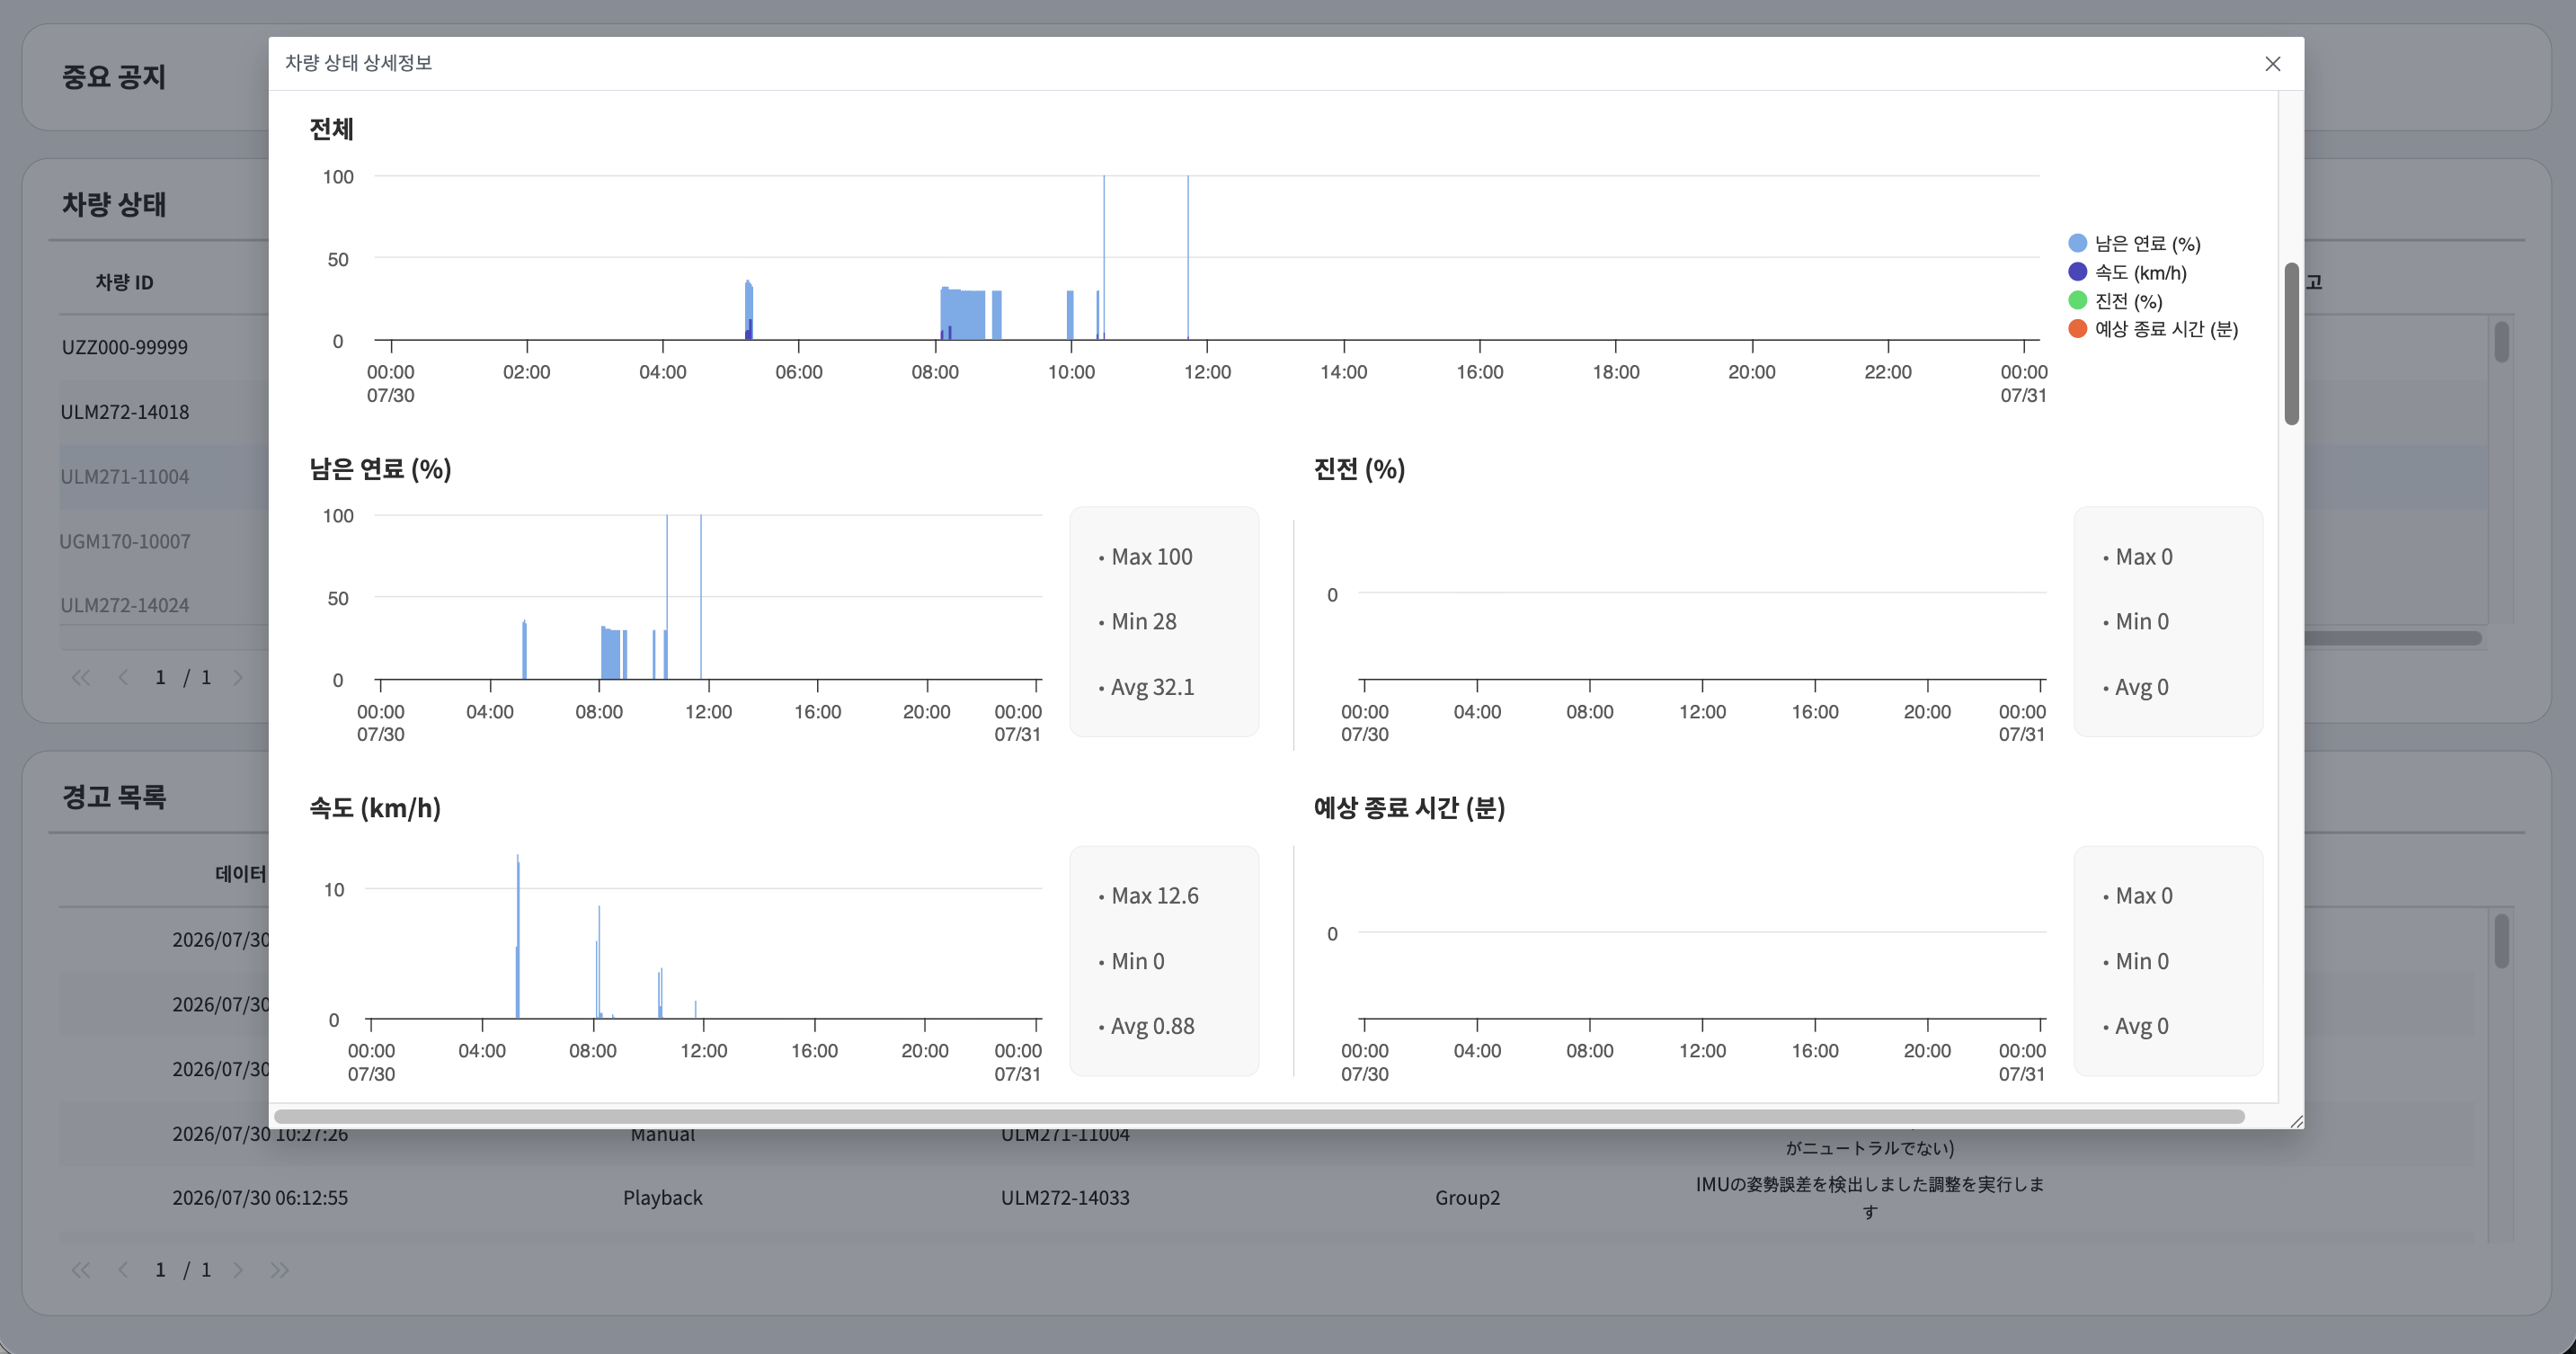 중요 공지
차량 상태
차량 ID
고
UZZ000-99999
ULM272-14018
ULM271-11004
UGM170-10007
ULM272-14024
1 / 1
차량 상태 상세정보
전체
100
50
0
00:00 02:00 04:00 06:00 08:00 10:00 12:00 14:00 16:00 18:00 20:00 22:00 00:00
07/30 07/31
남은 연료 (%)
속도 (km/h)
진전 (%)
예상 종료 시간 (분)
남은 연료 (%)
100
50
0
00:00 04:00 08:00 12:00 16:00 20:00 00:00
07/30 07/31
• Max 100
• Min 28
• Avg 32.1
진전 (%)
0
00:00 04:00 08:00 12:00 16:00 20:00 00:00
07/30 07/31
• Max 0
• Min 0
• Avg 0
속도 (km/h)
10
0
00:00 04:00 08:00 12:00 16:00 20:00 00:00
07/30 07/31
• Max 12.6
• Min 0
• Avg 0.88
예상 종료 시간 (분)
0
00:00 04:00 08:00 12:00 16:00 20:00 00:00
07/30 07/31
• Max 0
• Min 0
• Avg 0
경고 목록
데이터
2026/07/30
2026/07/30
2026/07/30
2026/07/30 10:27:26 Manual ULM271-11004
がニュートラルでない)
2026/07/30 06:12:55 Playback ULM272-14033 Group2
IMUの姿勢誤差を検出しました調整を実行しま
す
1 / 1